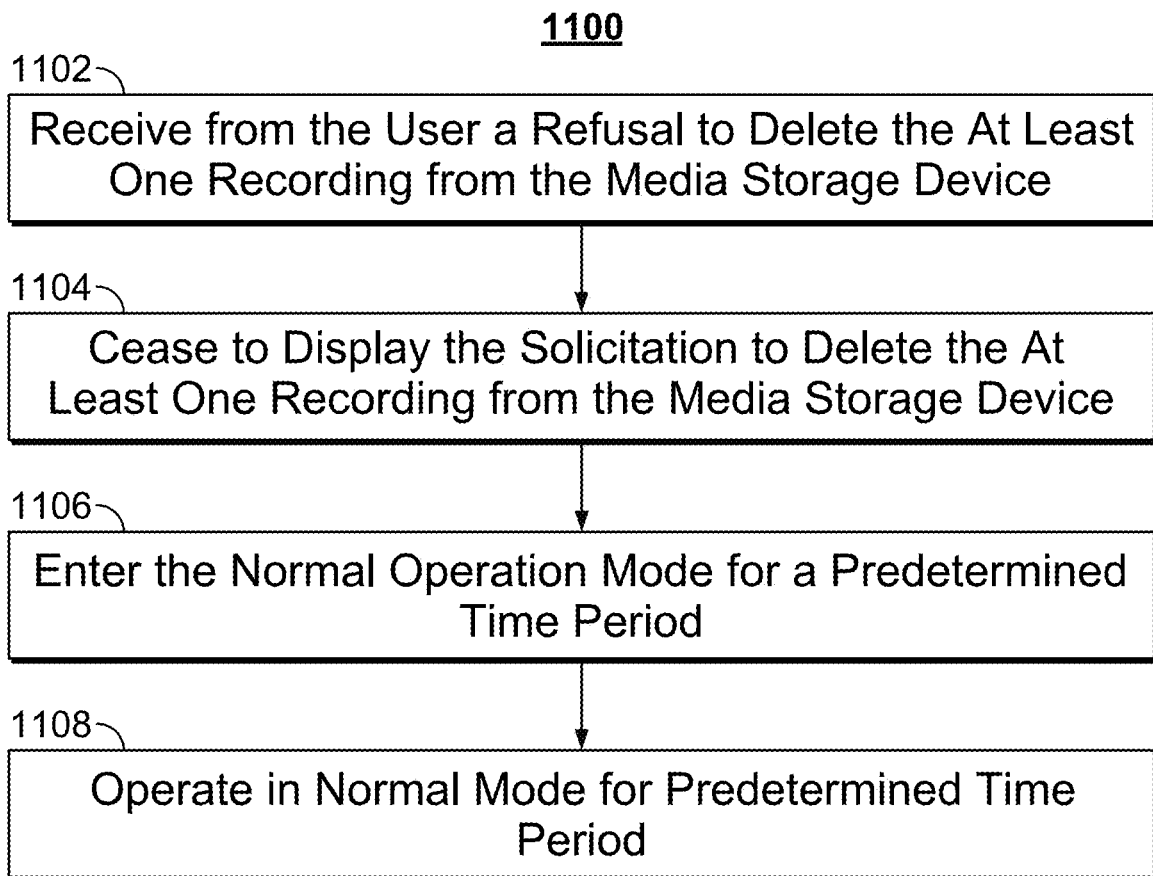 1100
1102
Receive from the User a Refusal to Delete the At Least
One Recording from the Media Storage Device
1104
Cease to Display the Solicitation to Delete the At
Least One Recording from the Media Storage Device
1106
Enter the Normal Operation Mode for a Predetermined
Time Period
1108
Operate in Normal Mode for Predetermined Time
Period